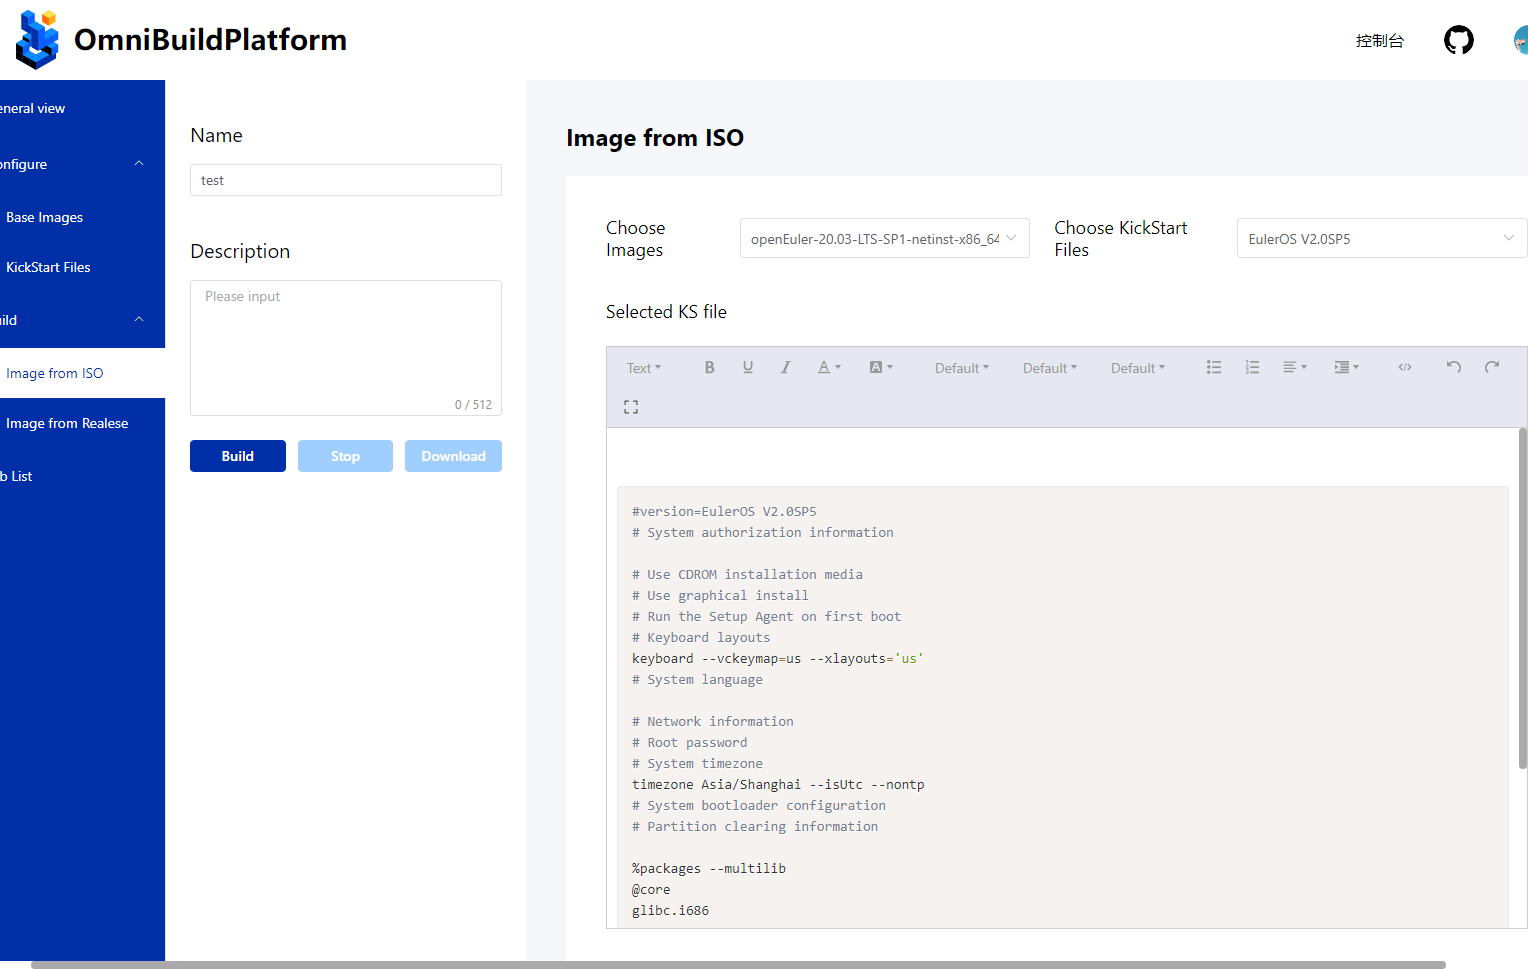 OmniBuildPlatform
控制台
eneral view
onfigure
Base Images
KickStart Files
ild
Image from ISO
Image from Realese
b List
Name
test
Description
Please input
0 / 512
Build Stop Download
Image from ISO
Choose Images
openEuler-20.03-LTS-SP1-netinst-x86_64
Choose KickStart Files
EulerOS V2.0SP5
Selected KS file
Text B U I A A Default Default Default
#version=EulerOS V2.0SP5
# System authorization information
# Use CDROM installation media
# Use graphical install
# Run the Setup Agent on first boot
# Keyboard layouts
keyboard --vckeymap=us --xlayouts='us'
# System language
# Network information
# Root password
# System timezone
timezone Asia/Shanghai --isUtc --nontp
# System bootloader configuration
# Partition clearing information
%packages --multilib
@core
glibc.i686